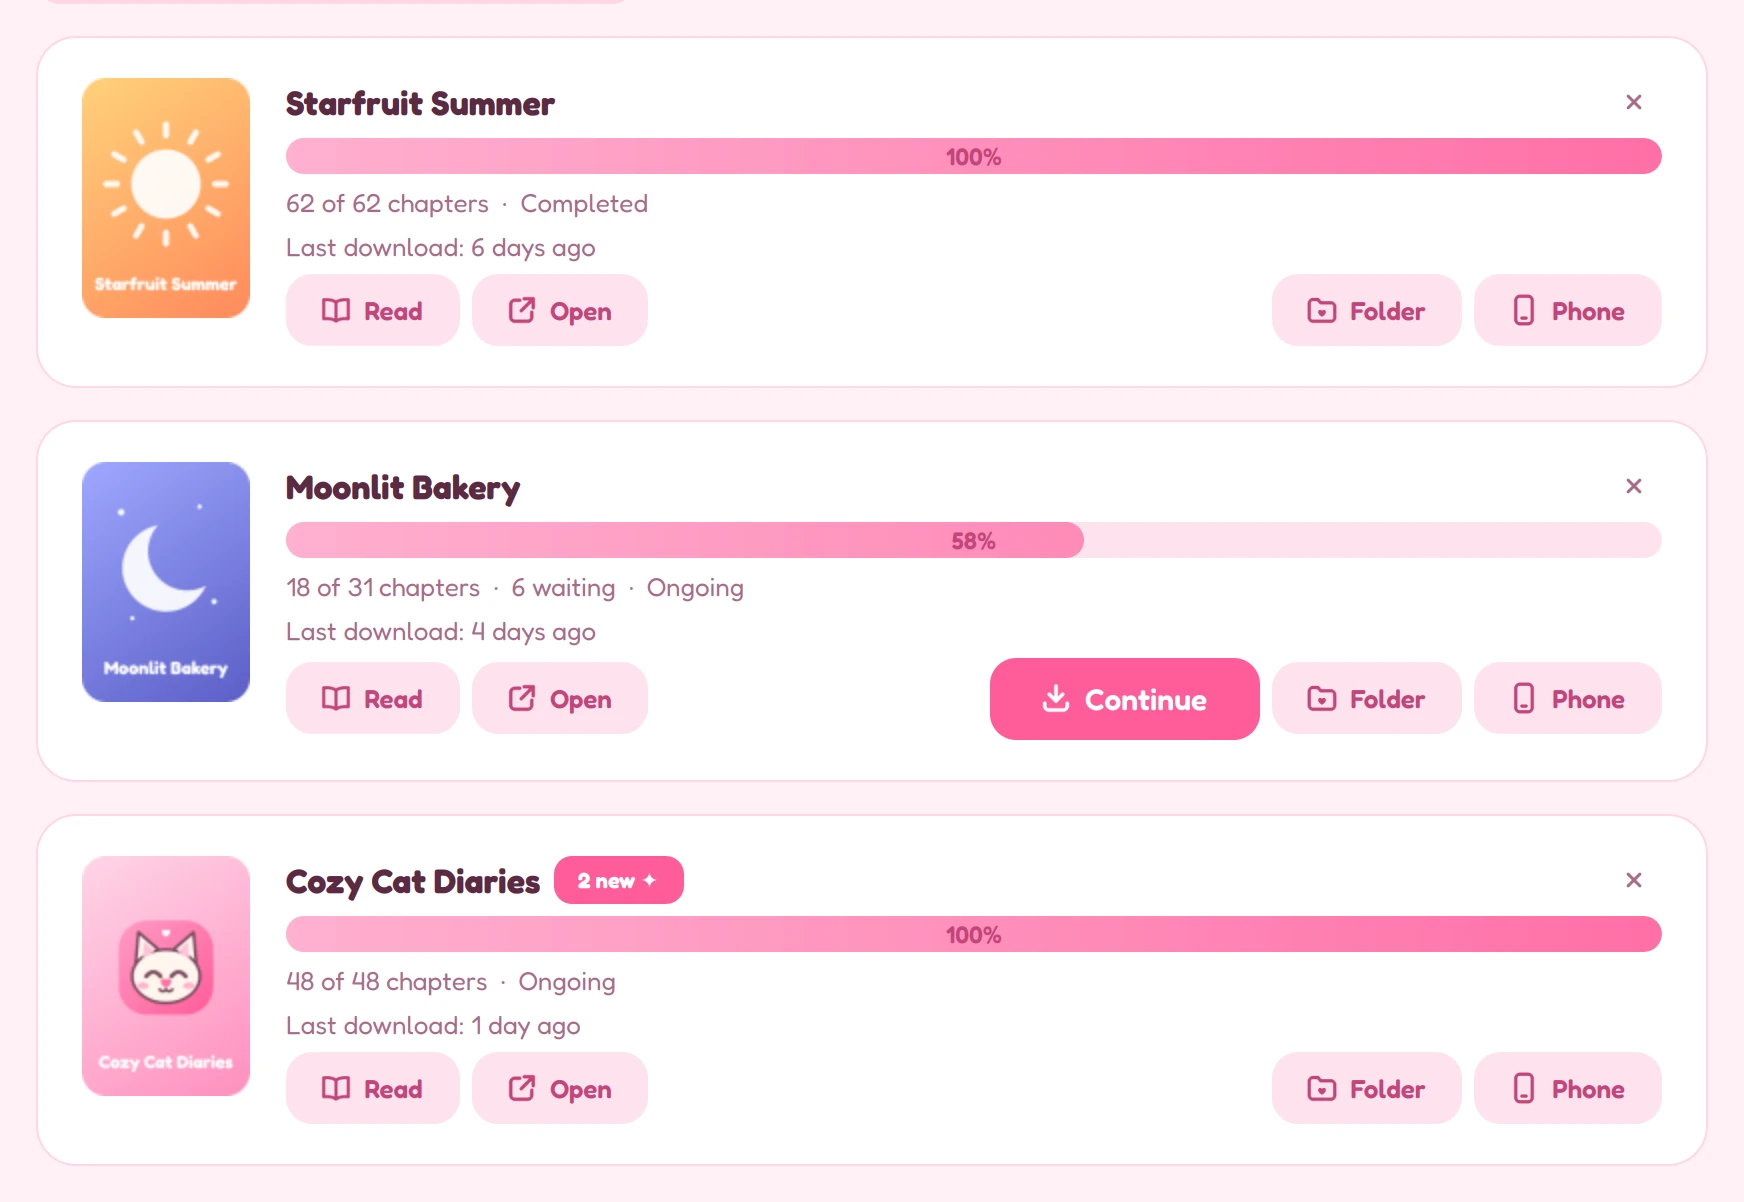 Starfruit Summer
100%
62 of 62 chapters · Completed
Last download: 6 days ago
Starfruit Summer
Read
Open
Folder
Phone
Moonlit Bakery
58%
18 of 31 chapters · 6 waiting · Ongoing
Last download: 4 days ago
Moonlit Bakery
Read
Open
Continue
Folder
Phone
Cozy Cat Diaries
2 new ✦
100%
48 of 48 chapters · Ongoing
Last download: 1 day ago
Cozy Cat Diaries
Read
Open
Folder
Phone